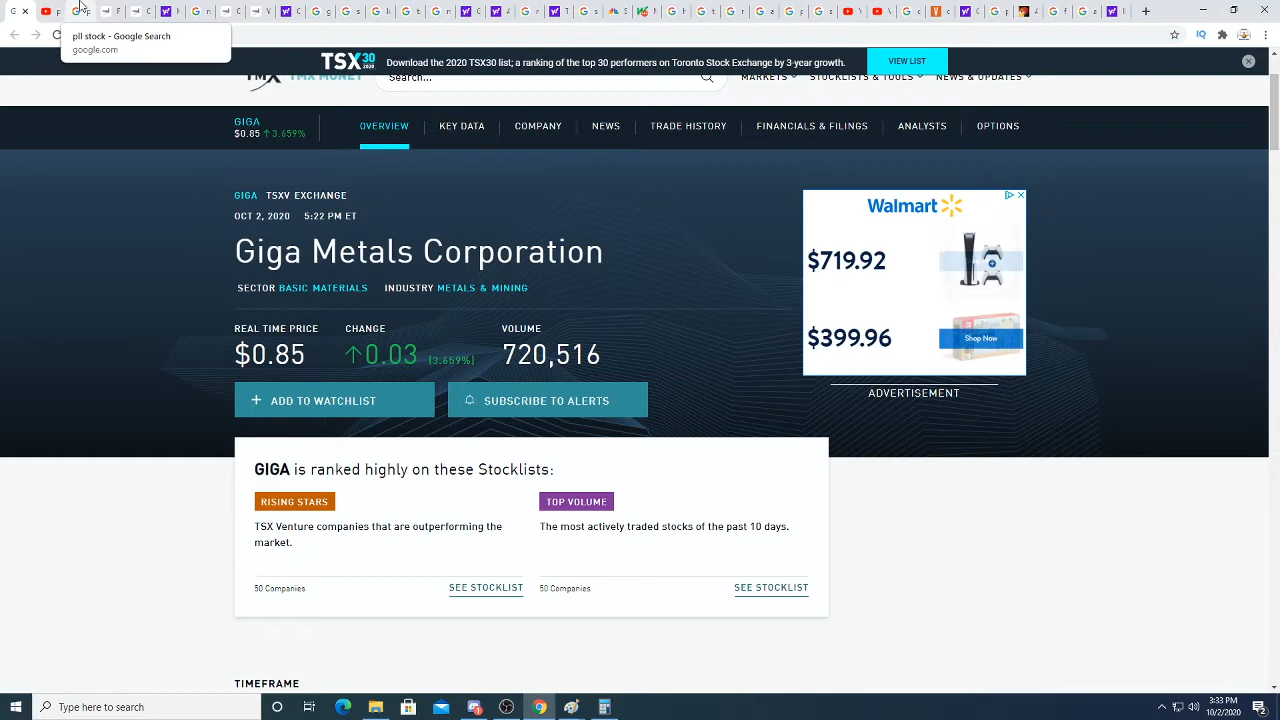 pll stock - Google Search
google.com
TSX30
2020
Download the 2020 TSX30 list; a ranking of the top 30 performers on Toronto Stock Exchange by 3-year growth.
VIEW LIST
TMX TMX MONEY
Search...
MARKETS
STOCKLISTS & TOOLS
NEWS & UPDATES
GIGA
$0.85 ↑3.659%
OVERVIEW
KEY DATA
COMPANY
NEWS
TRADE HISTORY
FINANCIALS & FILINGS
ANALYSTS
OPTIONS
GIGA TSXV EXCHANGE
OCT 2, 2020 5:22 PM ET
Giga Metals Corporation
SECTOR BASIC MATERIALS INDUSTRY METALS & MINING
REAL TIME PRICE
CHANGE
VOLUME
$0.85
↑0.03 (3.659%)
720,516
+ ADD TO WATCHLIST
SUBSCRIBE TO ALERTS
Walmart
$719.92
$399.96
Shop Now
ADVERTISEMENT
GIGA is ranked highly on these Stocklists:
RISING STARS
TSX Venture companies that are outperforming the
market.
50 Companies
SEE STOCKLIST
TOP VOLUME
The most actively traded stocks of the past 10 days.
50 Companies
SEE STOCKLIST
TIMEFRAME
Type here to search
3:33 PM
10/2/2020